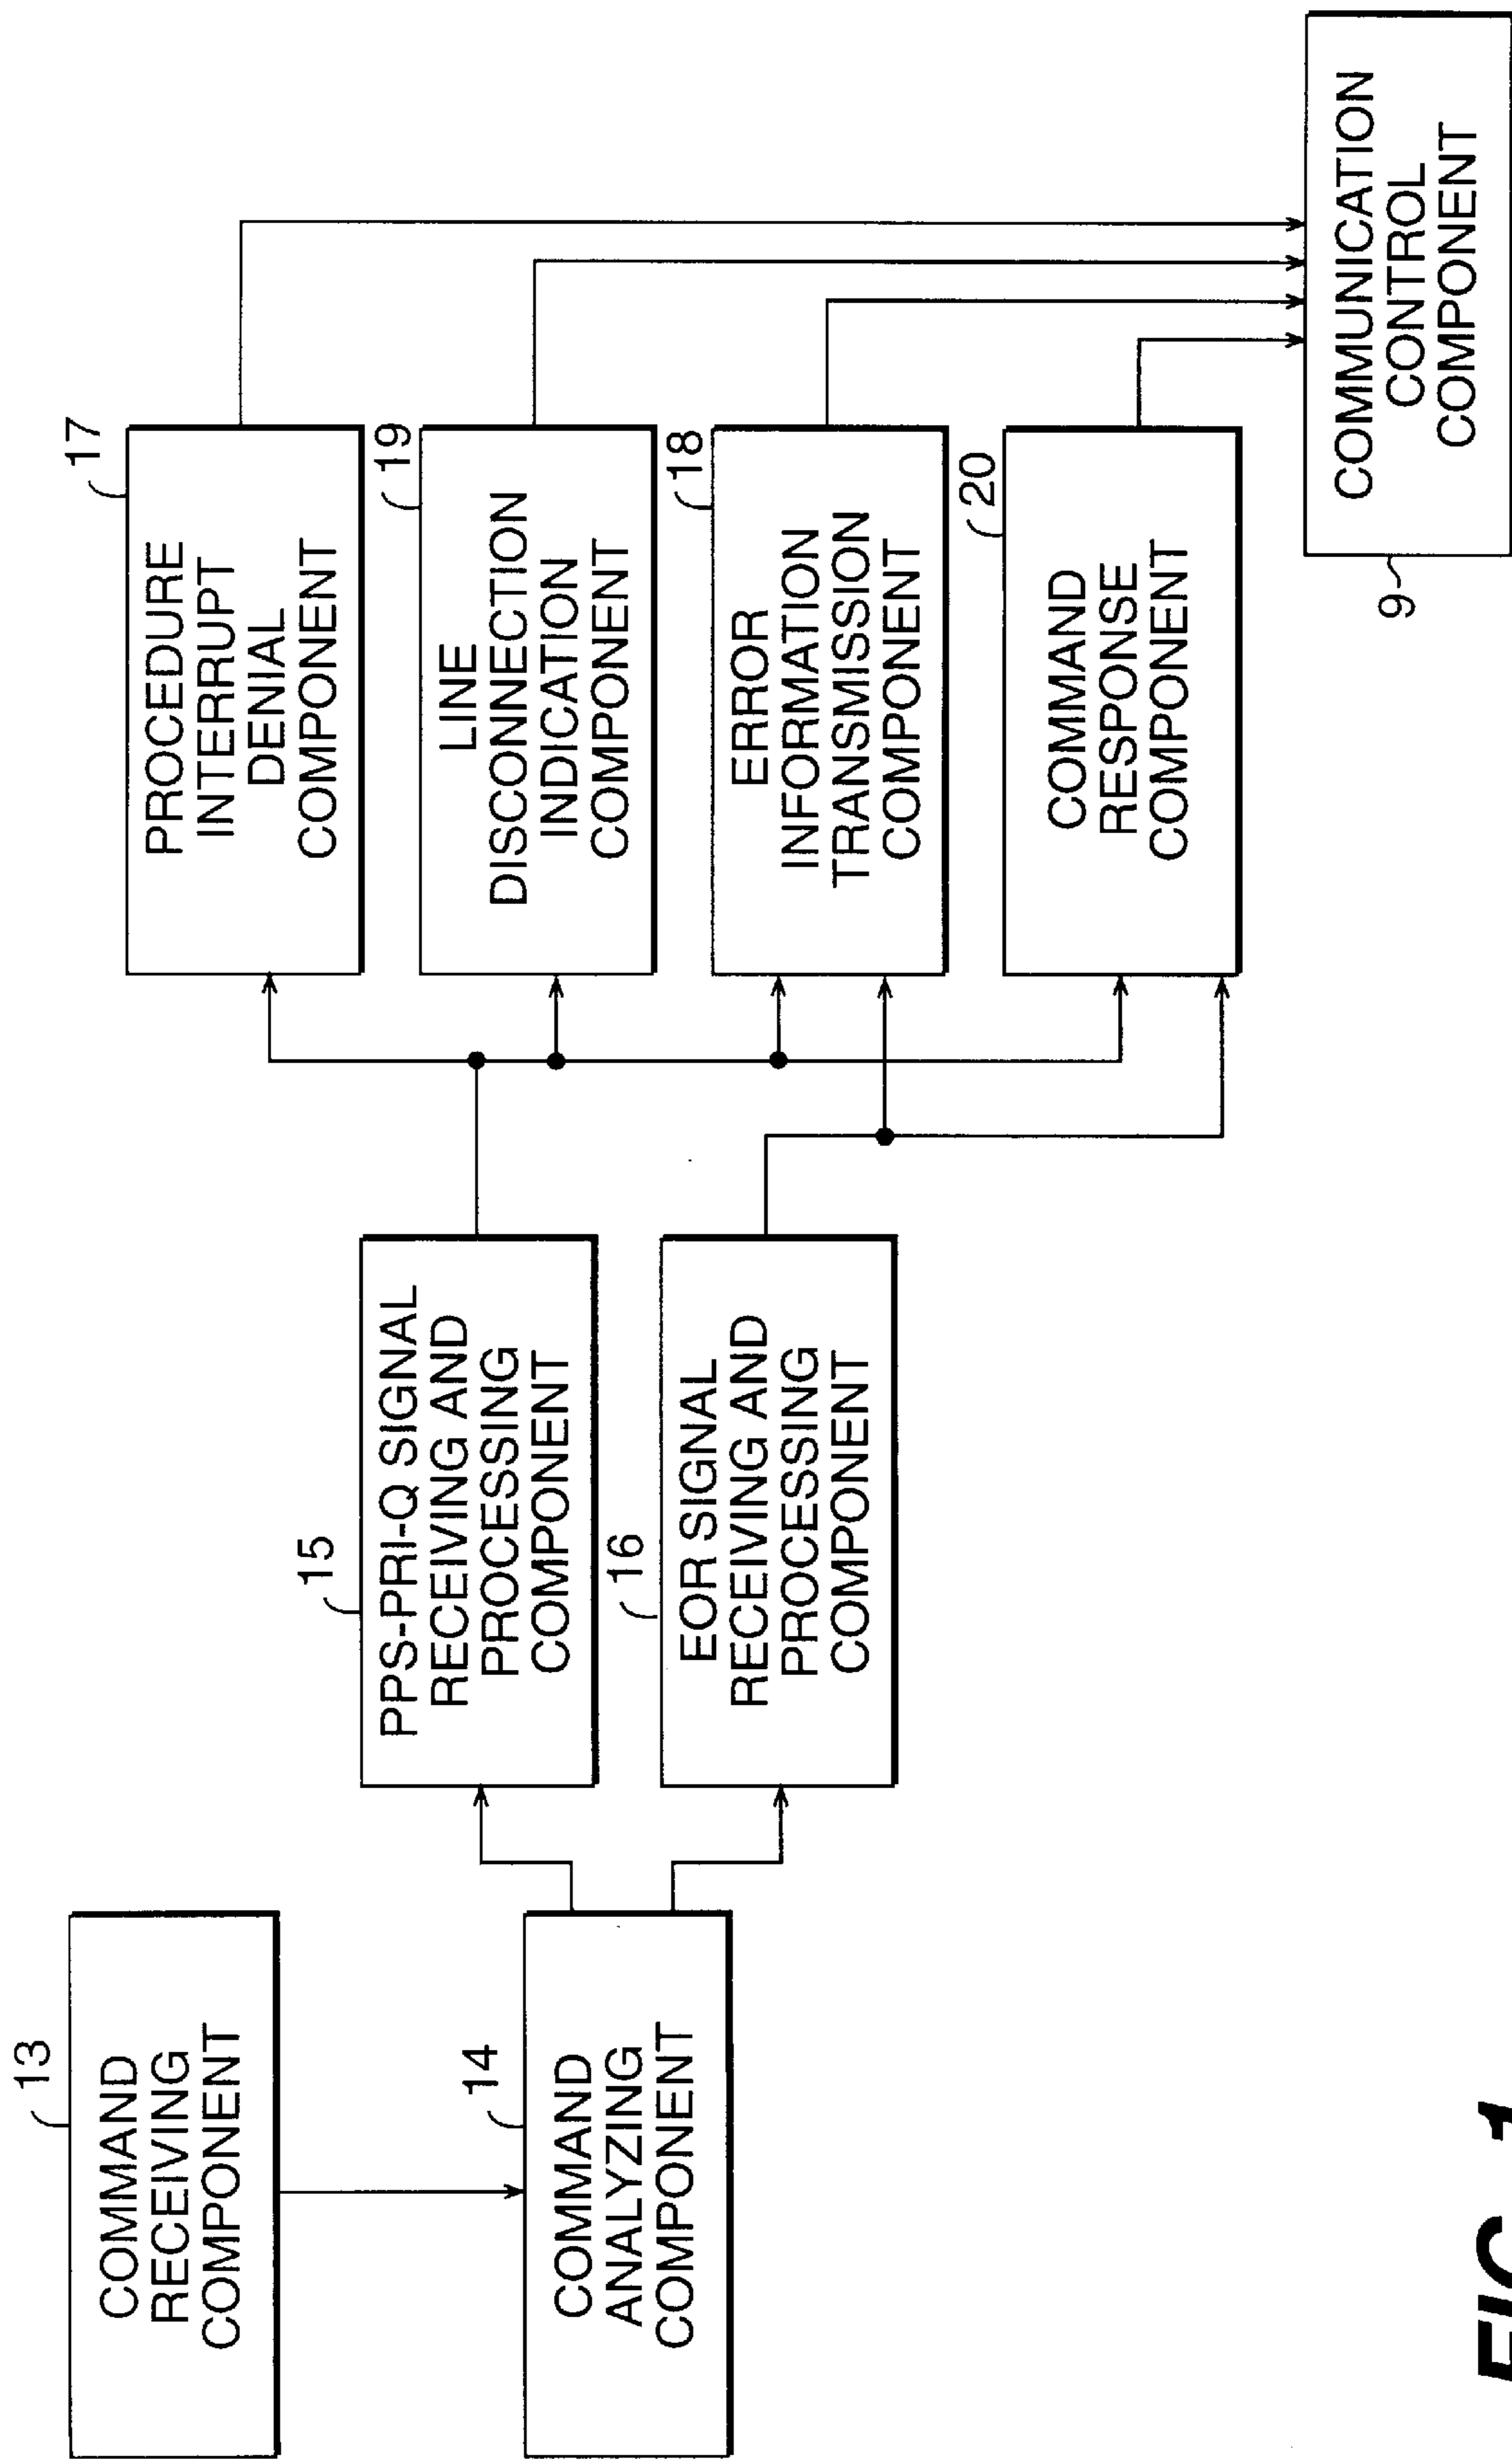 13
COMMAND
RECEIVING
COMPONENT
14
COMMAND
ANALYZING
COMPONENT
15
PPS-PRI-Q SIGNAL
RECEIVING AND
PROCESSING
COMPONENT
16
EOR SIGNAL
RECEIVING AND
PROCESSING
COMPONENT
17
PROCEDURE
INTERRUPT
DENIAL
COMPONENT
19
LINE
DISCONNECTION
INDICATION
COMPONENT
18
ERROR
INFORMATION
TRANSMISSION
COMPONENT
20
COMMAND
RESPONSE
COMPONENT
9
COMMUNICATION
CONTROL
COMPONENT
FIG. 1